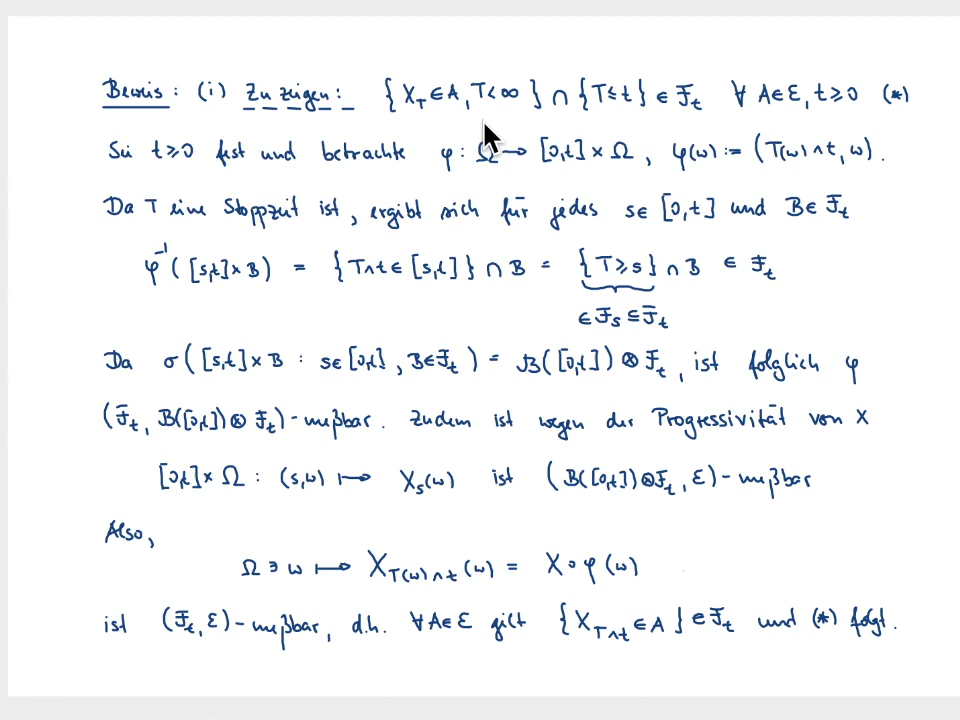 Beweis: (i) Zu zeigen: { X_T ∈ A, T<∞ } ∩ {T≤t} ∈ ℱ_t ∀ A∈ℰ, t≥0 (*)
Sei t≥0 fest und betrachte φ: Ω → [0,t] × Ω, φ(ω) := (T(ω)∧t, ω).
Da T eine Stoppzeit ist, ergibt sich für jedes s∈[0,t] und B∈ℱ_t
φ⁻¹([s,t]×B) = {T∧t∈[s,t]} ∩ B = {T≥s} ∩ B ∈ ℱ_t
∈ℱ_s ⊆ ℱ_t
Da σ([s,t]×B : s∈[0,t], B∈ℱ_t) = ℬ([0,t]) ⊗ ℱ_t, ist folglich φ
(ℱ_t, ℬ([0,t])⊗ℱ_t)-meßbar. Zudem ist wegen der Progressivität von X
[0,t]×Ω : (s,ω) ↦ X_s(ω) ist (ℬ([0,t])⊗ℱ_t, ℰ)-meßbar
Also,
Ω ∋ ω ↦ X_{T(ω)∧t}(ω) = X∘φ(ω)
ist (ℱ_t, ℰ)-meßbar, d.h. ∀A∈ℰ gilt {X_{T∧t} ∈ A} ∈ ℱ_t und (*) folgt.